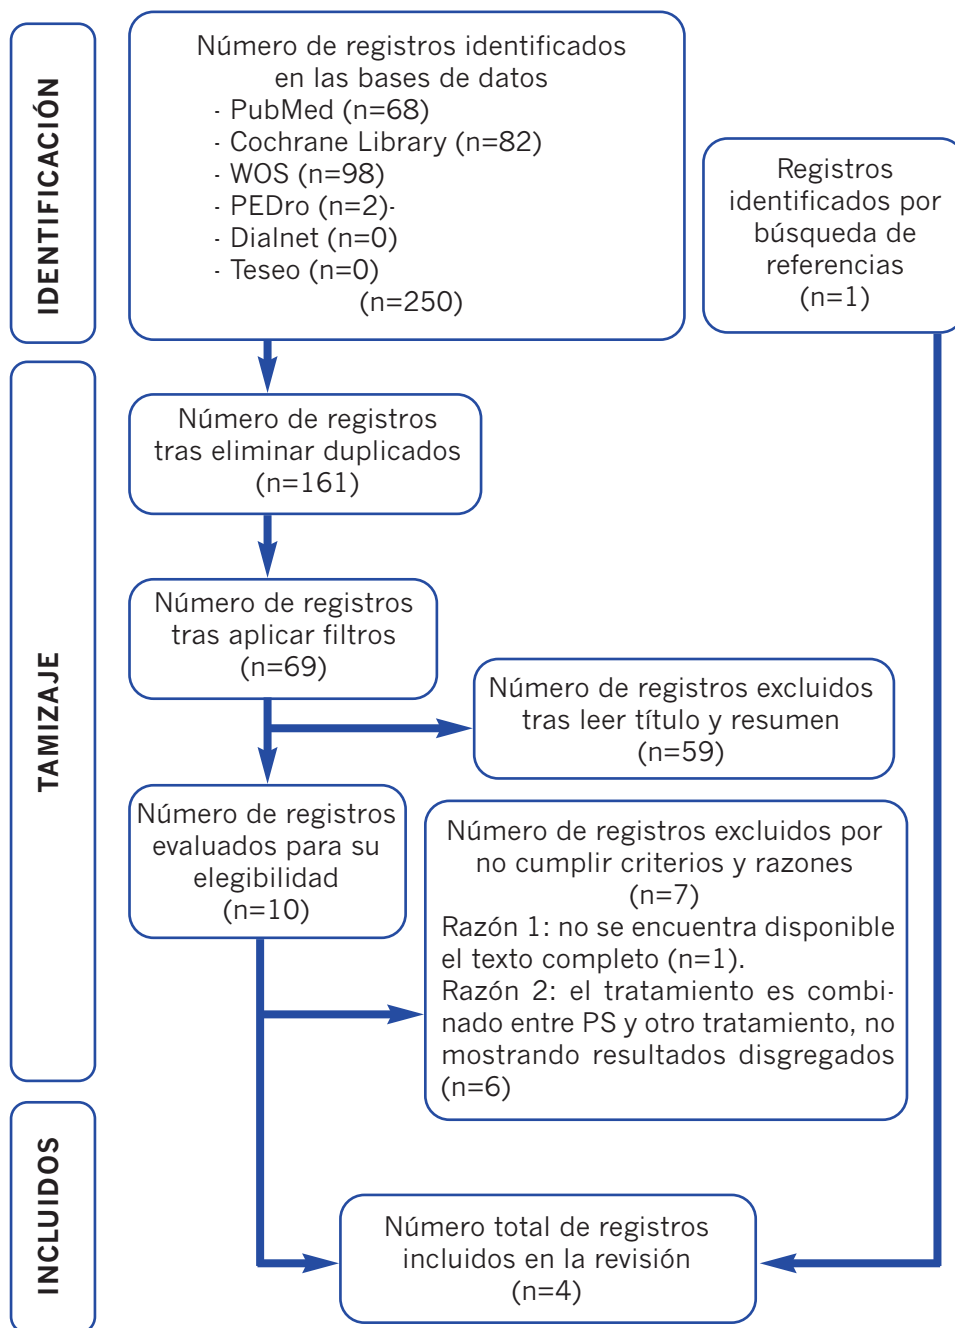 IDENTIFICACIÓN
Número de registros identificados
en las bases de datos
- PubMed (n=68)
- Cochrane Library (n=82)
- WOS (n=98)
- PEDro (n=2)-
- Dialnet (n=0)
- Teseo (n=0)
(n=250)
Registros
identificados por
búsqueda de
referencias
(n=1)
TAMIZAJE
Número de registros
tras eliminar duplicados
(n=161)
Número de registros
tras aplicar filtros
(n=69)
Número de registros excluidos
tras leer título y resumen
(n=59)
Número de registros
evaluados para su
elegibilidad
(n=10)
Número de registros excluidos por
no cumplir criterios y razones
(n=7)
Razón 1: no se encuentra disponible
el texto completo (n=1).
Razón 2: el tratamiento es combi-
nado entre PS y otro tratamiento, no
mostrando resultados disgregados
(n=6)
INCLUIDOS
Número total de registros
incluidos en la revisión
(n=4)